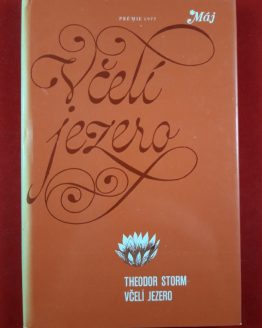 PRÉMIE 1977
Máj
Včelí
jezero
THEODOR STORM
VČELÍ JEZERO